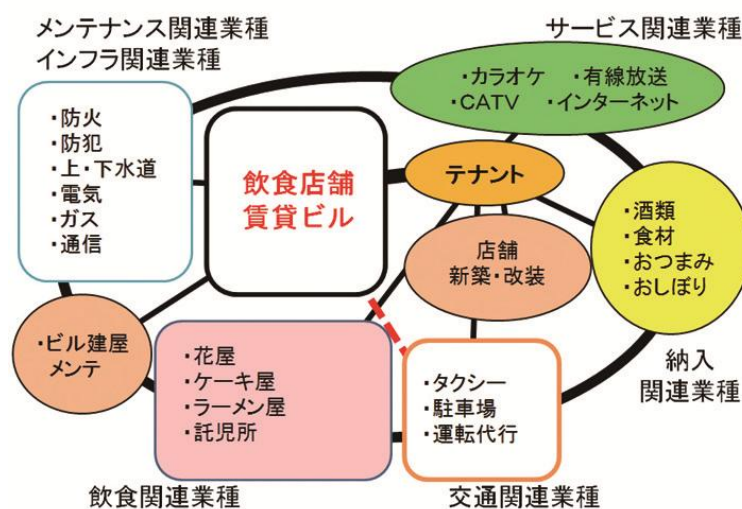 メンテナンス関連業種
インフラ関連業種
サービス関連業種
・カラオケ ・有線放送
・CATV ・インターネット
・防火
・防犯
・上・下水道
・電気
・ガス
・通信
飲食店舗
賃貸ビル
テナント
・酒類
・食材
・おつまみ
・おしぼり
店舗
新築・改装
・ビル建屋
メンテ
・花屋
・ケーキ屋
・ラーメン屋
・託児所
・タクシー
・駐車場
・運転代行
納入
関連業種
飲食関連業種
交通関連業種